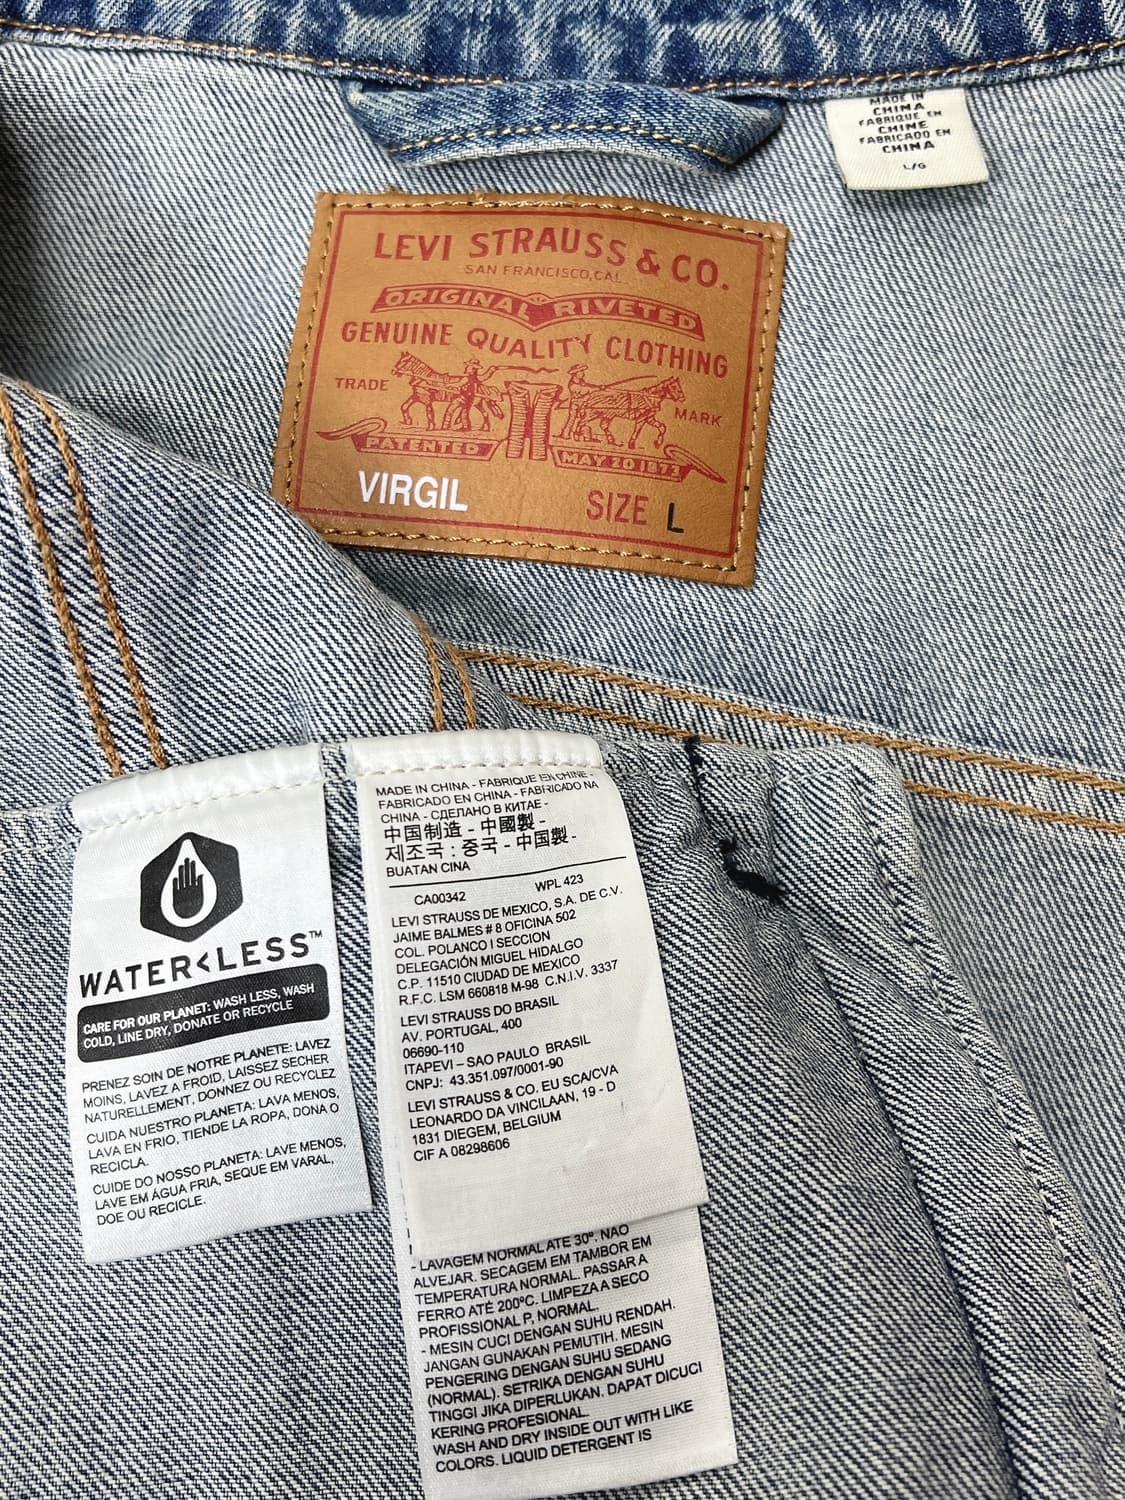 MADE IN
CHINA
FABRIQUE EN
CHINE
FABRICADO EN
CHINA
L/G
LEVI STRAUSS & CO.
SAN FRANCISCO, CAL.
ORIGINAL RIVETED
GENUINE QUALITY CLOTHING
TRADE MARK
PATENTED MAY 20 1873
VIRGIL SIZE L
WATER<LESS™
CARE FOR OUR PLANET: WASH LESS, WASH
COLD, LINE DRY, DONATE OR RECYCLE
PRENEZ SOIN DE NOTRE PLANETE: LAVEZ
MOINS, LAVEZ A FROID, LAISSEZ SECHER
NATURELLEMENT, DONNEZ OU RECYCLEZ
CUIDA NUESTRO PLANETA: LAVA MENOS,
LAVA EN FRIO, TIENDE LA ROPA, DONA O
RECICLA.
CUIDE DO NOSSO PLANETA: LAVE MENOS,
LAVE EM ÁGUA FRIA, SEQUE EM VARAL,
DOE OU RECICLE.
MADE IN CHINA - FABRIQUE EN CHINE -
FABRICADO EN CHINA - FABRICADO NA
CHINA - СДЕЛАНО В КИТАЕ -
中国制造 - 中國製 -
제조국 : 중국 - 中国製 -
BUATAN CINA
CA00342 WPL 423
LEVI STRAUSS DE MEXICO, S.A. DE C.V.
JAIME BALMES # 8 OFICINA 502
COL. POLANCO I SECCION
DELEGACIÓN MIGUEL HIDALGO
C.P. 11510 CIUDAD DE MEXICO
R.F.C. LSM 660818 M-98 C.N.I.V. 3337
LEVI STRAUSS DO BRASIL
AV. PORTUGAL, 400
06690-110
ITAPEVI – SAO PAULO BRASIL
CNPJ: 43.351.097/0001-90
LEVI STRAUSS & CO. EU SCA/CVA
LEONARDO DA VINCILAAN, 19 - D
1831 DIEGEM, BELGIUM
CIF A 08298606
- LAVAGEM NORMAL ATE 30º. NAO
ALVEJAR. SECAGEM EM TAMBOR EM
TEMPERATURA NORMAL. PASSAR A
FERRO ATÉ 200ºC. LIMPEZA A SECO
PROFISSIONAL P, NORMAL.
- MESIN CUCI DENGAN SUHU RENDAH.
JANGAN GUNAKAN PEMUTIH. MESIN
PENGERING DENGAN SUHU SEDANG
(NORMAL). SETRIKA DENGAN SUHU
TINGGI JIKA DIPERLUKAN. DAPAT DICUCI
KERING PROFESIONAL.
WASH AND DRY INSIDE OUT WITH LIKE
COLORS. LIQUID DETERGENT IS